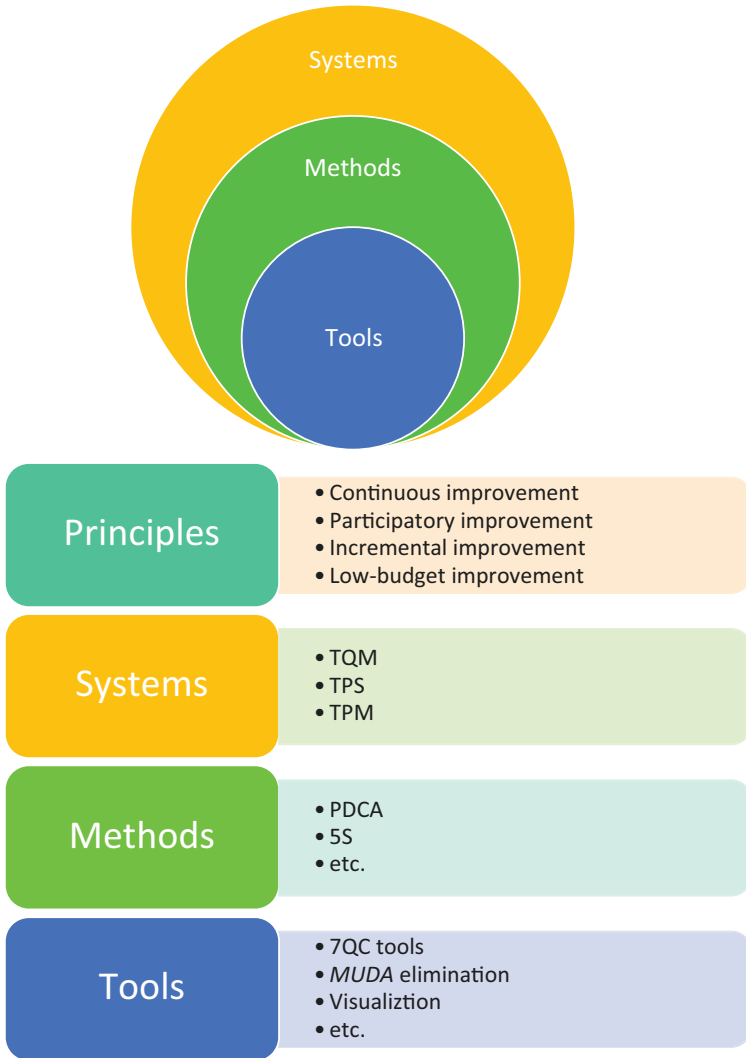 Systems
Methods
Tools
Principles
• Continuous improvement
• Participatory improvement
• Incremental improvement
• Low-budget improvement
Systems
• TQM
• TPS
• TPM
Methods
• PDCA
• 5S
• etc.
Tools
• 7QC tools
• MUDA elimination
• Visualiztion
• etc.